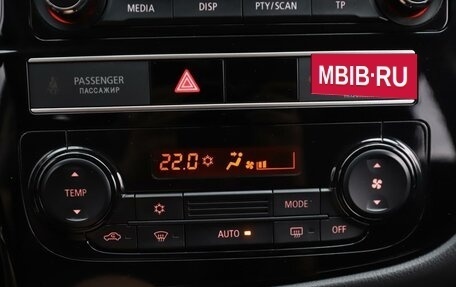 MEDIA DISP PTY/SCAN TP
PASSENGER
ПАССАЖИР
MBIB·RU
22.0
TEMP
MODE
AUTO OFF